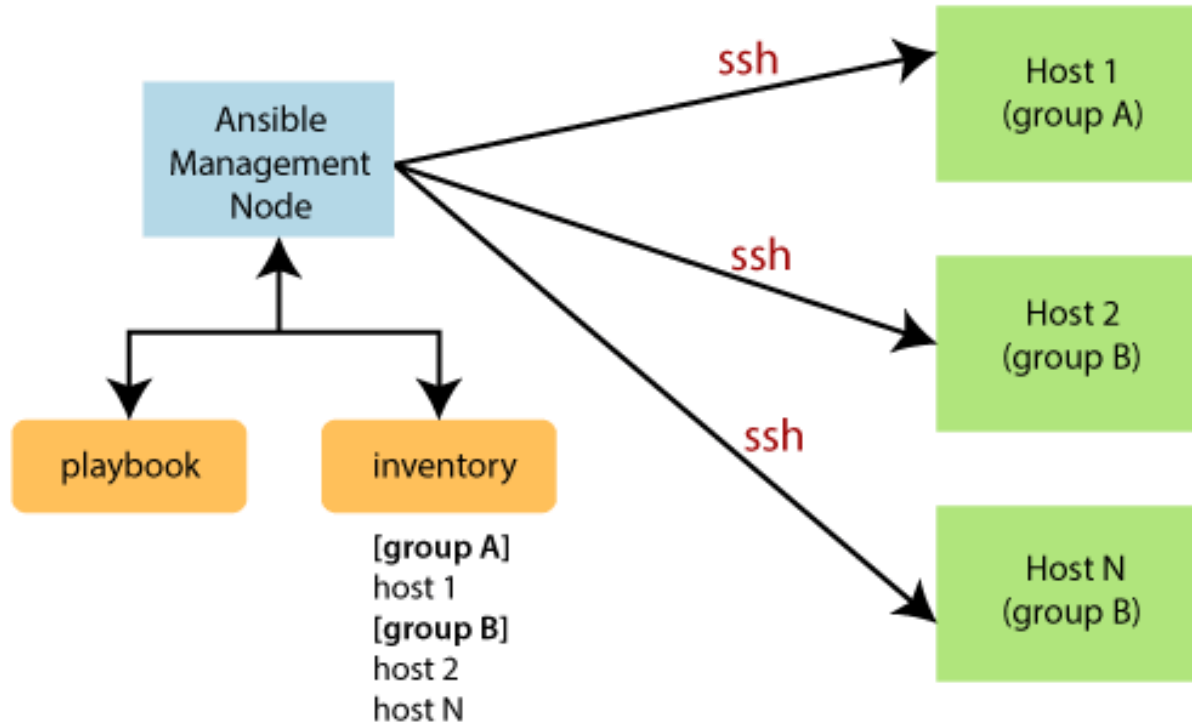 Ansible
Management
Node
playbook
inventory
[group A]
host 1
[group B]
host 2
host N
ssh
ssh
ssh
Host 1
(group A)
Host 2
(group B)
Host N
(group B)